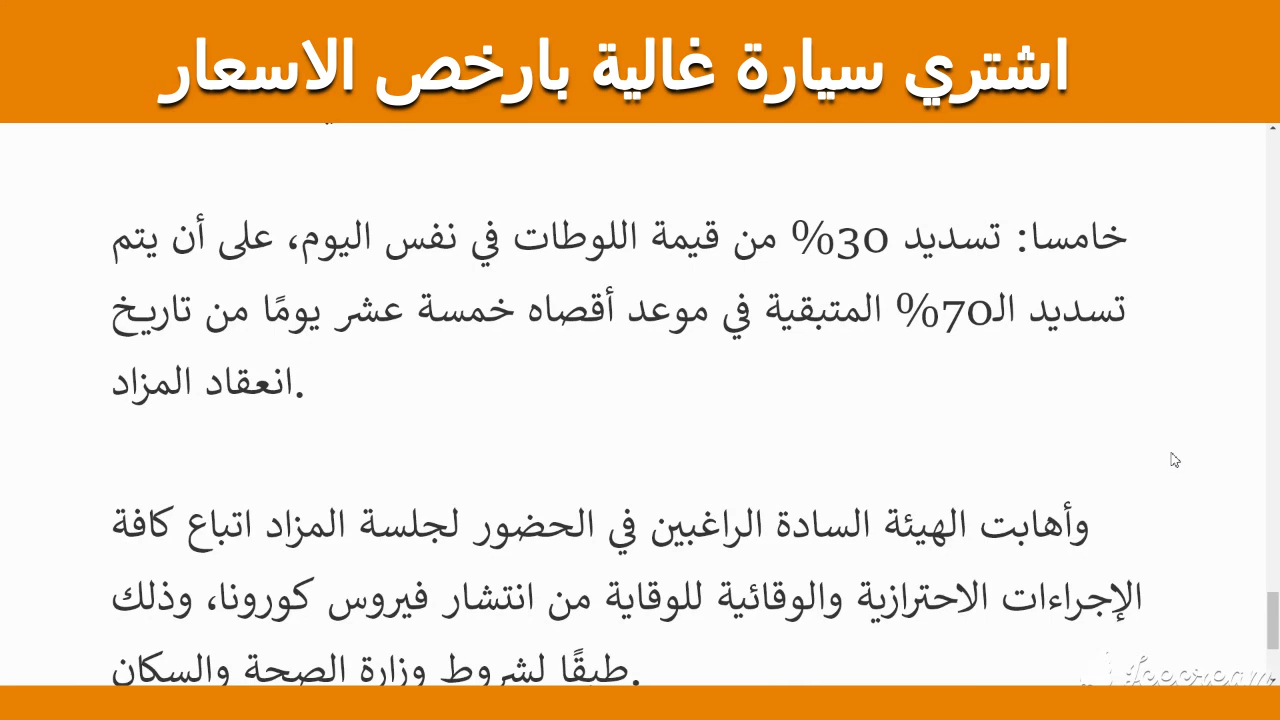 اشتري سيارة غالية بارخص الاسعار
خامسا: تسديد 30% من قيمة اللوطات في نفس اليوم، على أن يتم
تسديد الـ70% المتبقية في موعد أقصاه خمسة عشر يومًا من تاريخ
انعقاد المزاد.
وأهابت الهيئة السادة الراغبين في الحضور لجلسة المزاد اتباع كافة
الإجراءات الاحترازية والوقائية للوقاية من انتشار فيروس كورونا، وذلك
طبقًا لشروط وزارة الصحة والسكان.
Icecream